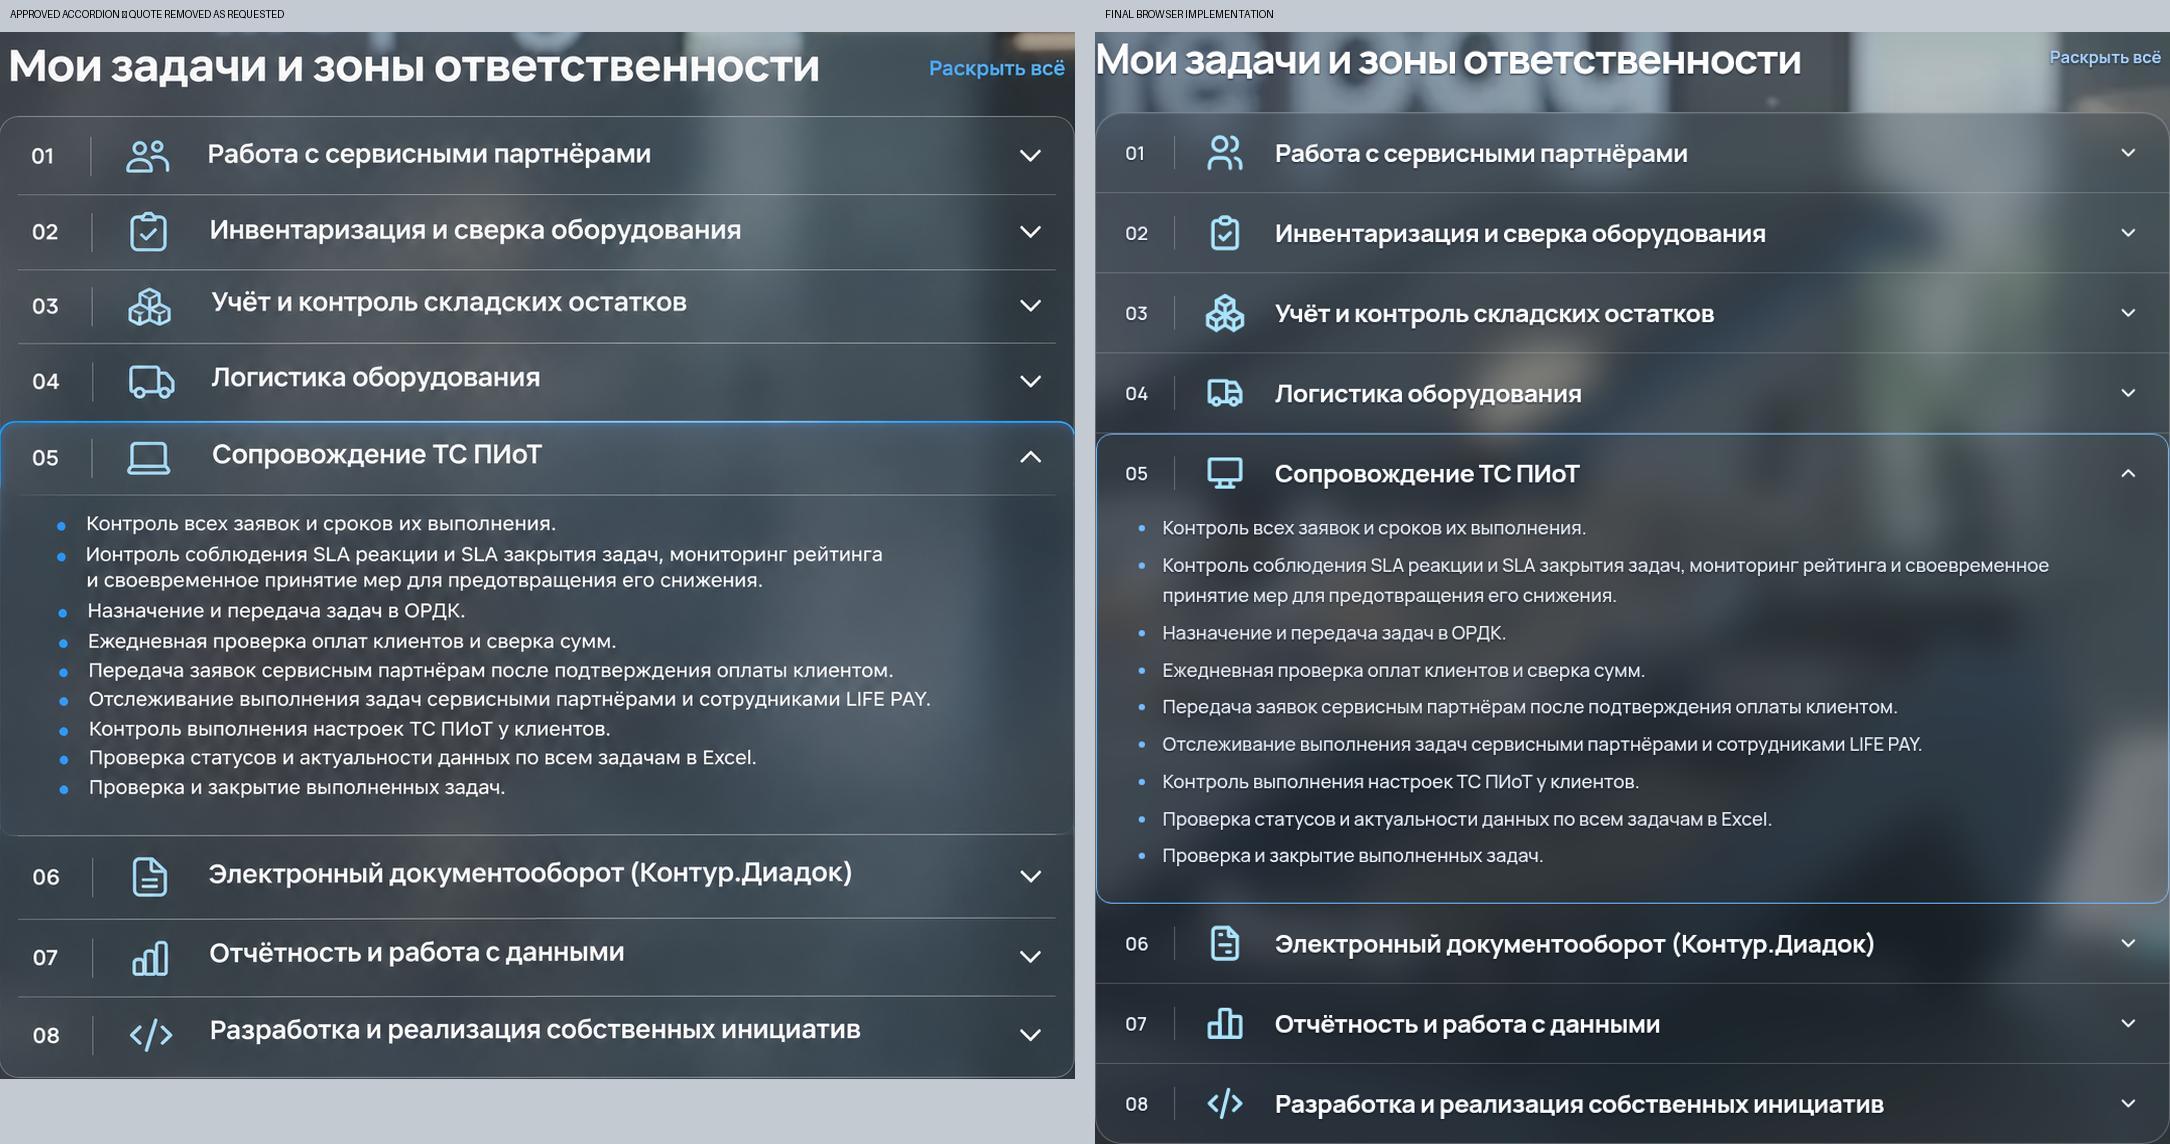 APPROVED ACCORDION QUOTE REMOVED AS REQUESTED
Мои задачи и зоны ответственности
Раскрыть всё
01 Работа с сервисными партнёрами
02 Инвентаризация и сверка оборудования
03 Учёт и контроль складских остатков
04 Логистика оборудования
05 Сопровождение ТС ПИоТ
Контроль всех заявок и сроков их выполнения.
Ионтроль соблюдения SLA реакции и SLA закрытия задач, мониторинг рейтинга
и своевременное принятие мер для предотвращения его снижения.
Назначение и передача задач в ОРДК.
Ежедневная проверка оплат клиентов и сверка сумм.
Передача заявок сервисным партнёрам после подтверждения оплаты клиентом.
Отслеживание выполнения задач сервисными партнёрами и сотрудниками LIFE PAY.
Контроль выполнения настроек ТС ПИоТ у клиентов.
Проверка статусов и актуальности данных по всем задачам в Excel.
Проверка и закрытие выполненных задач.
06 Электронный документооборот (Контур.Диадок)
07 Отчётность и работа с данными
08 Разработка и реализация собственных инициатив
FINAL BROWSER IMPLEMENTATION
Мои задачи и зоны ответственности
Раскрыть всё
01 Работа с сервисными партнёрами
02 Инвентаризация и сверка оборудования
03 Учёт и контроль складских остатков
04 Логистика оборудования
05 Сопровождение ТС ПИоТ
Контроль всех заявок и сроков их выполнения.
Контроль соблюдения SLA реакции и SLA закрытия задач, мониторинг рейтинга и своевременное
принятие мер для предотвращения его снижения.
Назначение и передача задач в ОРДК.
Ежедневная проверка оплат клиентов и сверка сумм.
Передача заявок сервисным партнёрам после подтверждения оплаты клиентом.
Отслеживание выполнения задач сервисными партнёрами и сотрудниками LIFE PAY.
Контроль выполнения настроек ТС ПИоТ у клиентов.
Проверка статусов и актуальности данных по всем задачам в Excel.
Проверка и закрытие выполненных задач.
06 Электронный документооборот (Контур.Диадок)
07 Отчётность и работа с данными
08 Разработка и реализация собственных инициатив